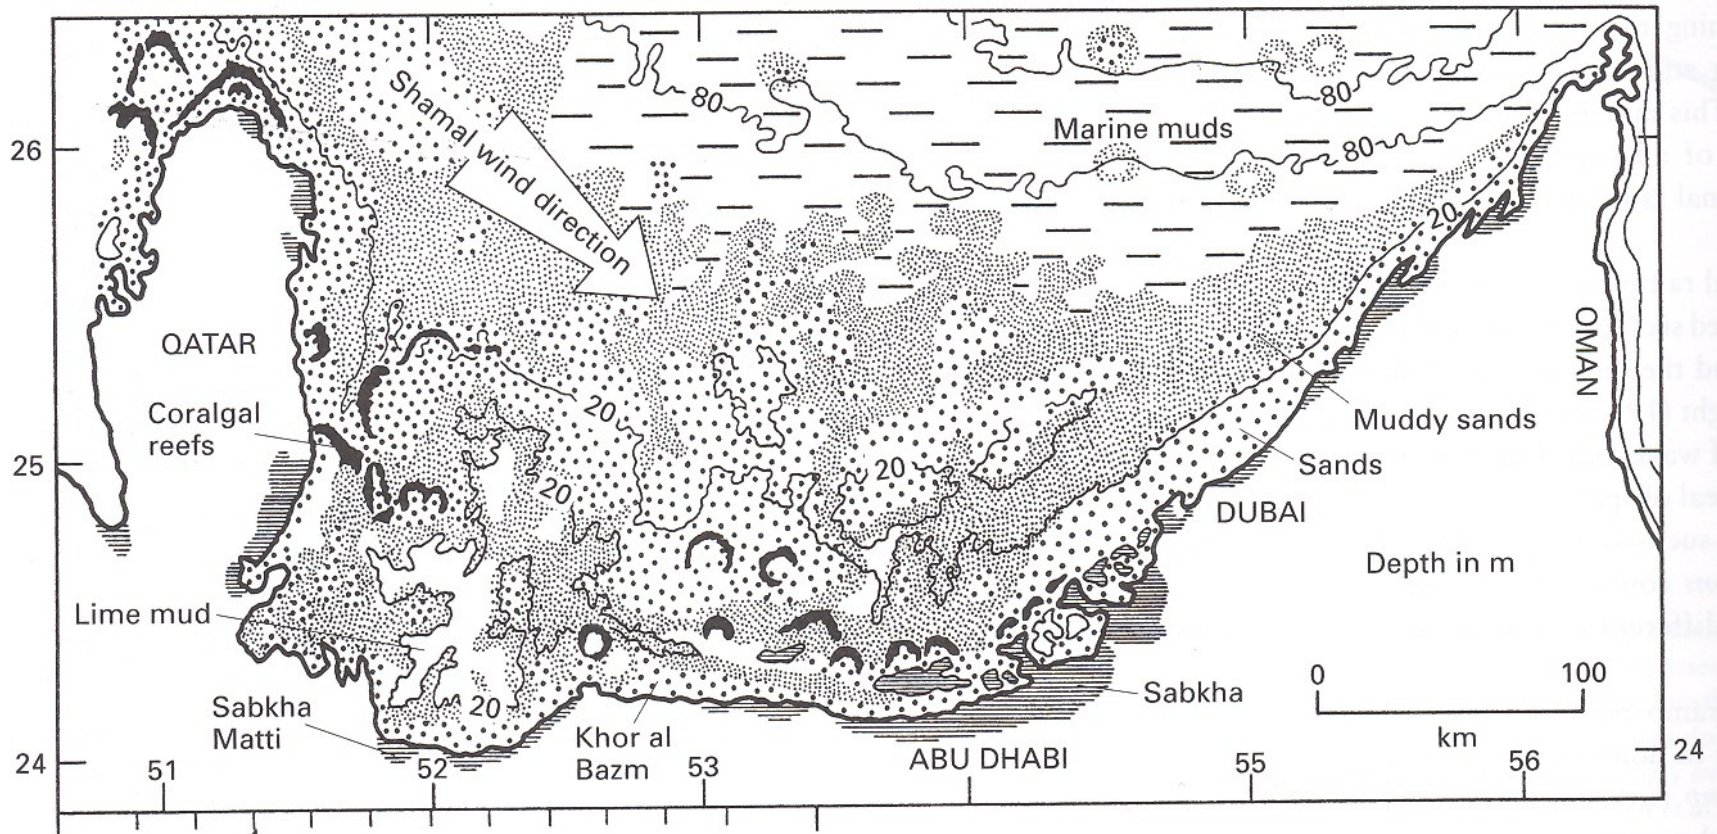 26
25
24
QATAR
Coralgal
reefs
Lime mud
Sabkha
Matti
Khor al
Bazm
Shamal wind direction
80
80
80
Marine muds
20
20
20
20
20
Muddy sands
Sands
DUBAI
OMAN
Depth in m
Sabkha
ABU DHABI
0 100
km
24
51
52
53
55
56